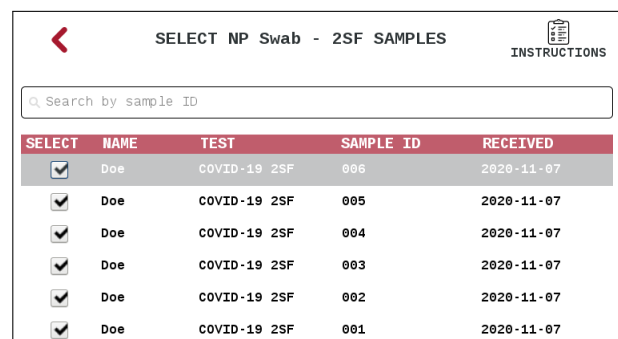 SELECT NP Swab - 2SF SAMPLES
INSTRUCTIONS
Search by sample ID
SELECT NAME TEST SAMPLE ID RECEIVED
Doe COVID-19 2SF 006 2020-11-07
Doe COVID-19 2SF 005 2020-11-07
Doe COVID-19 2SF 004 2020-11-07
Doe COVID-19 2SF 003 2020-11-07
Doe COVID-19 2SF 002 2020-11-07
Doe COVID-19 2SF 001 2020-11-07